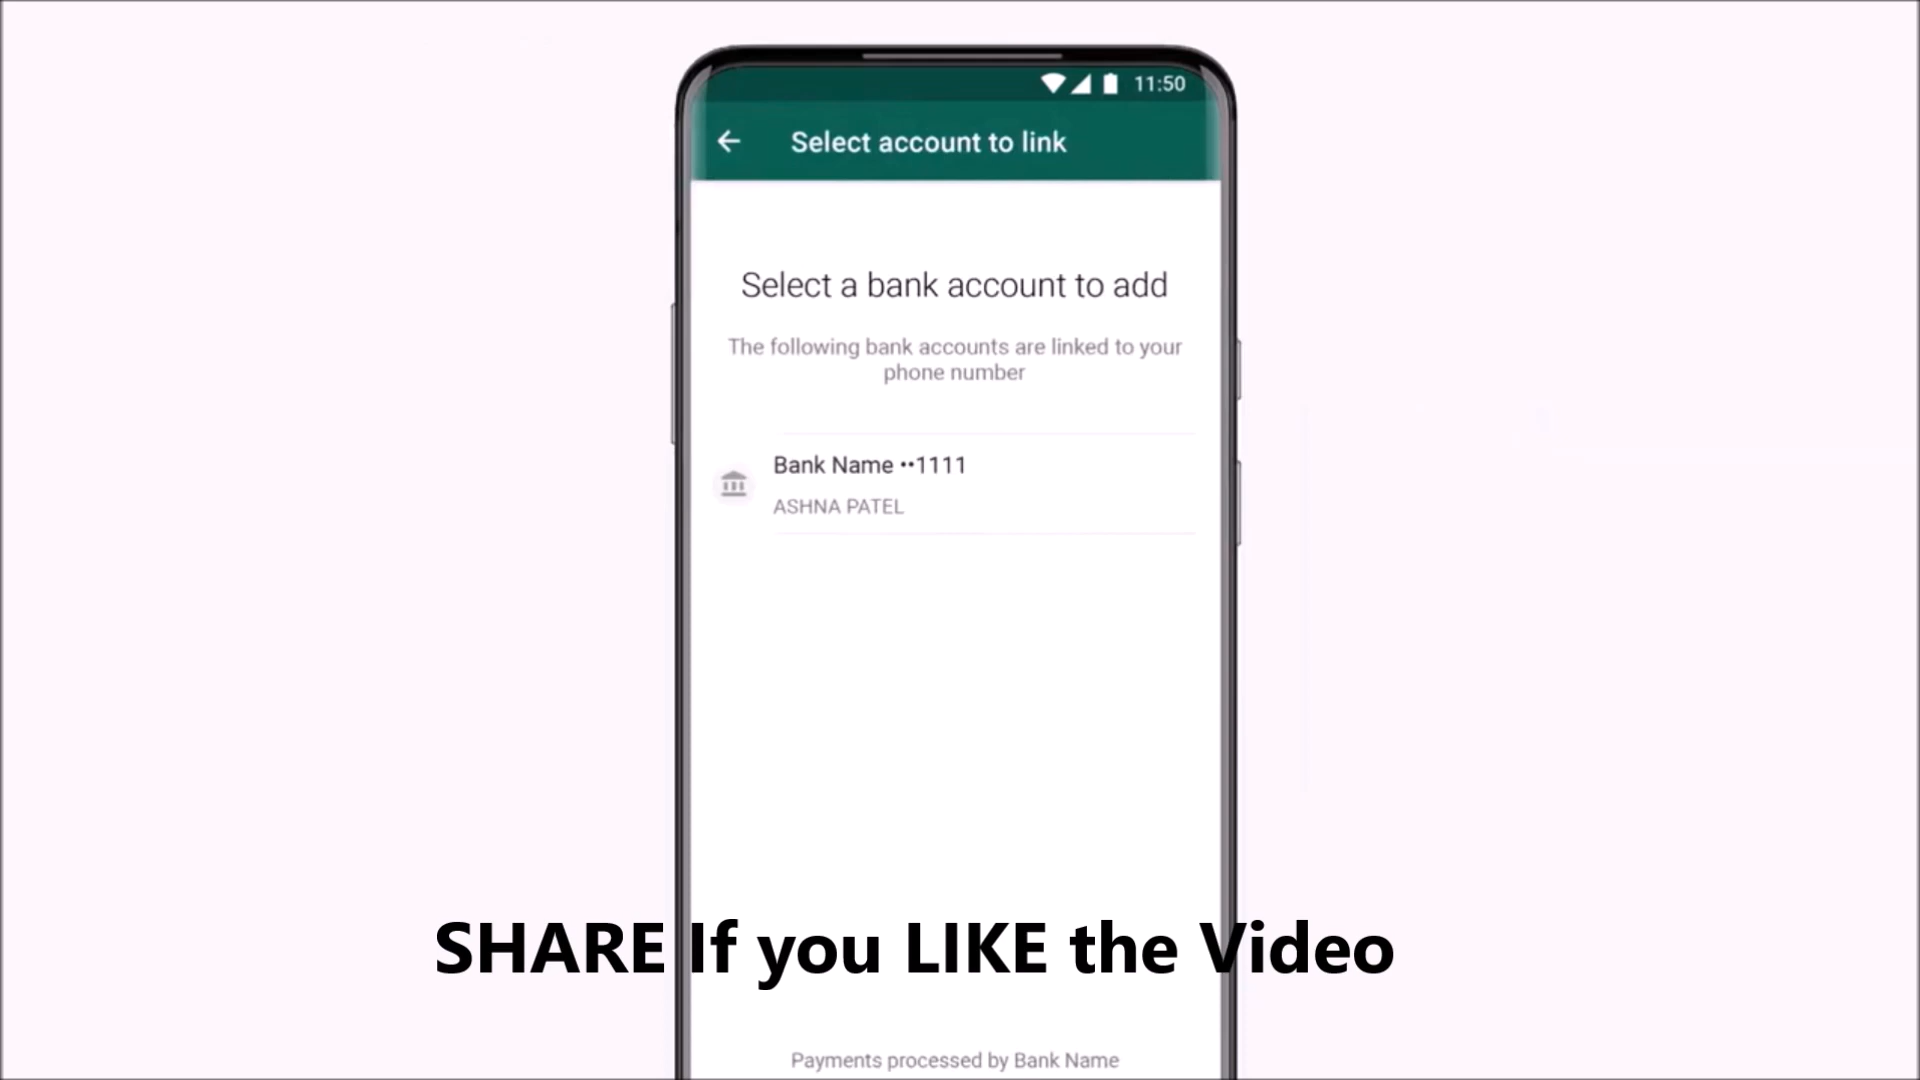 11:50
Select account to link
Select a bank account to add
The following bank accounts are linked to your
phone number
Bank Name ••1111
ASHNA PATEL
SHARE If you LIKE the Video
Payments processed by Bank Name